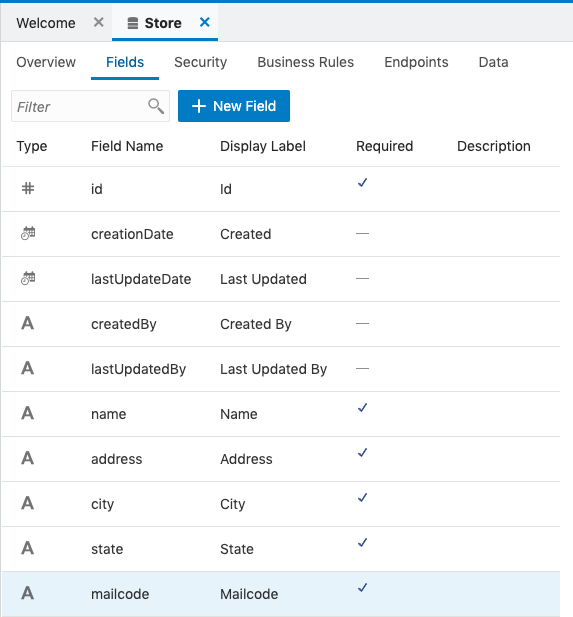 Welcome × Store ×
Overview Fields Security Business Rules Endpoints Data
Filter + New Field
Type Field Name Display Label Required Description
# id Id ✓
creationDate Created —
lastUpdateDate Last Updated —
A createdBy Created By —
A lastUpdatedBy Last Updated By —
A name Name ✓
A address Address ✓
A city City ✓
A state State ✓
A mailcode Mailcode ✓